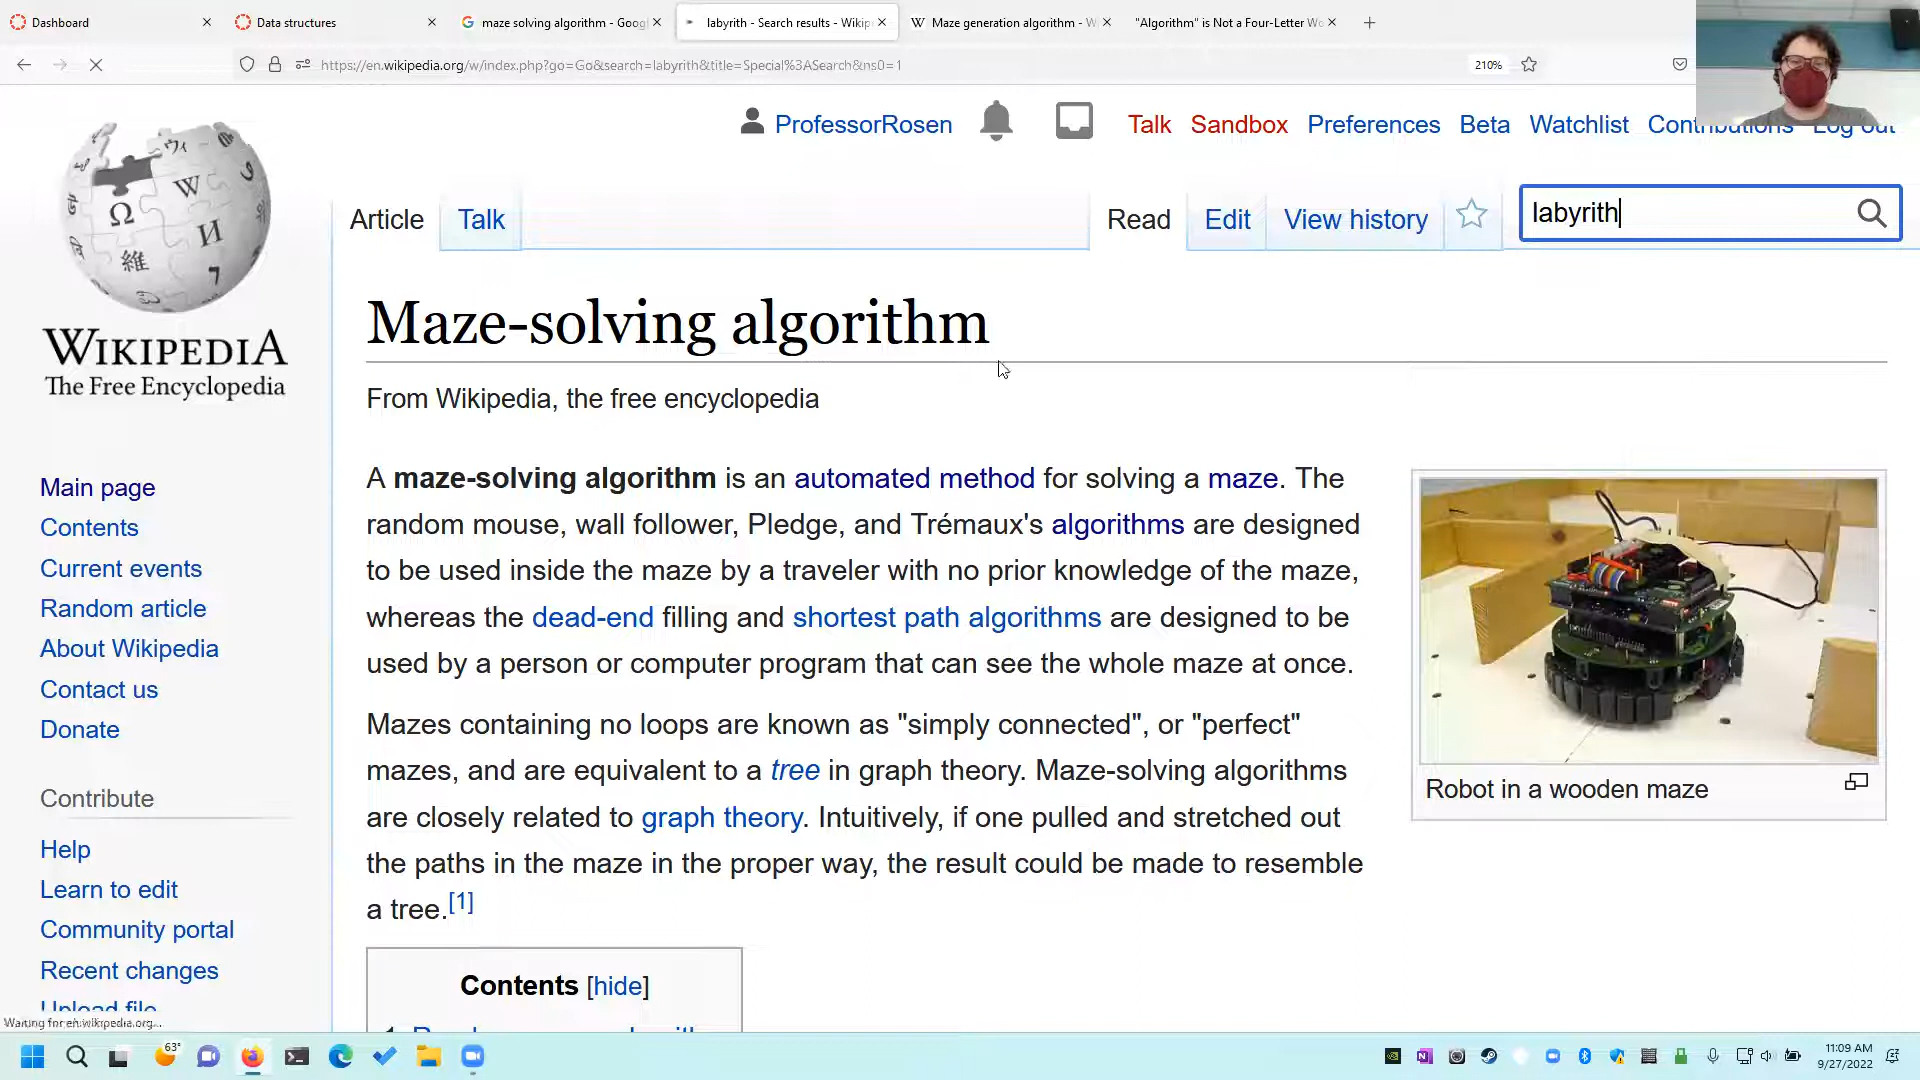 Dashboard
Data structures
maze solving algorithm - Googl
labyrith - Search results - Wikip
Maze generation algorithm - W
"Algorithm" is Not a Four-Letter Wo
https://en.wikipedia.org/w/index.php?go=Go&search=labyrith&title=Special%3ASearch&ns0=1
210%
ProfessorRosen
Talk
Sandbox
Preferences
Beta
Watchlist
Contributions
Log out
Article
Talk
Read
Edit
View history
labyrith
WIKIPEDIA
The Free Encyclopedia
Main page
Contents
Current events
Random article
About Wikipedia
Contact us
Donate
Contribute
Help
Learn to edit
Community portal
Recent changes
Upload file
Maze-solving algorithm
From Wikipedia, the free encyclopedia
A maze-solving algorithm is an automated method for solving a maze. The
random mouse, wall follower, Pledge, and Trémaux's algorithms are designed
to be used inside the maze by a traveler with no prior knowledge of the maze,
whereas the dead-end filling and shortest path algorithms are designed to be
used by a person or computer program that can see the whole maze at once.
Mazes containing no loops are known as "simply connected", or "perfect"
mazes, and are equivalent to a tree in graph theory. Maze-solving algorithms
are closely related to graph theory. Intuitively, if one pulled and stretched out
the paths in the maze in the proper way, the result could be made to resemble
a tree.[1]
Robot in a wooden maze
Contents [hide]
Waiting for en.wikipedia.org...
63°
11:09 AM
9/27/2022